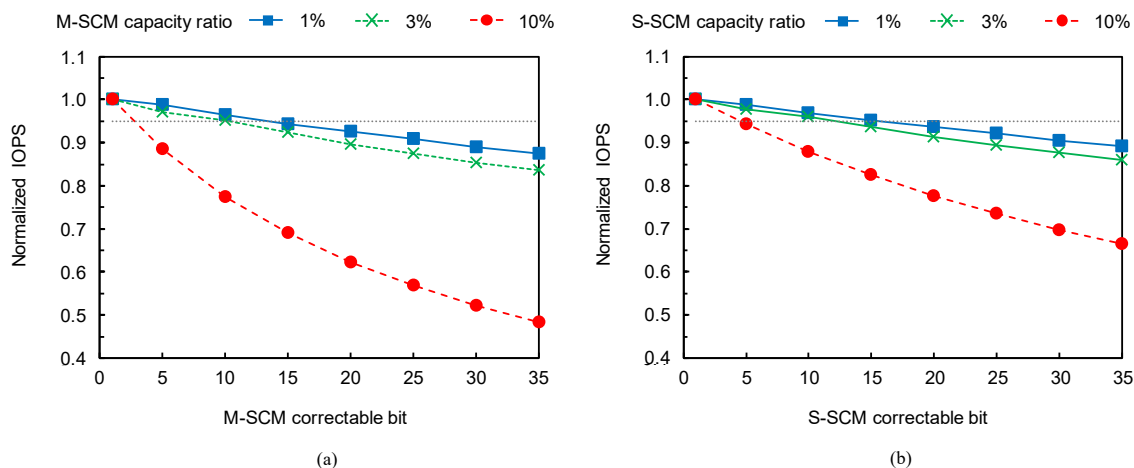 M-SCM capacity ratio 1% 3% 10%
1.1
1.0
0.9
0.8
0.7
0.6
0.5
0.4
Normalized IOPS
0 5 10 15 20 25 30 35
M-SCM correctable bit
(a)
S-SCM capacity ratio 1% 3% 10%
1.1
1.0
0.9
0.8
0.7
0.6
0.5
0.4
Normalized IOPS
0 5 10 15 20 25 30 35
S-SCM correctable bit
(b)